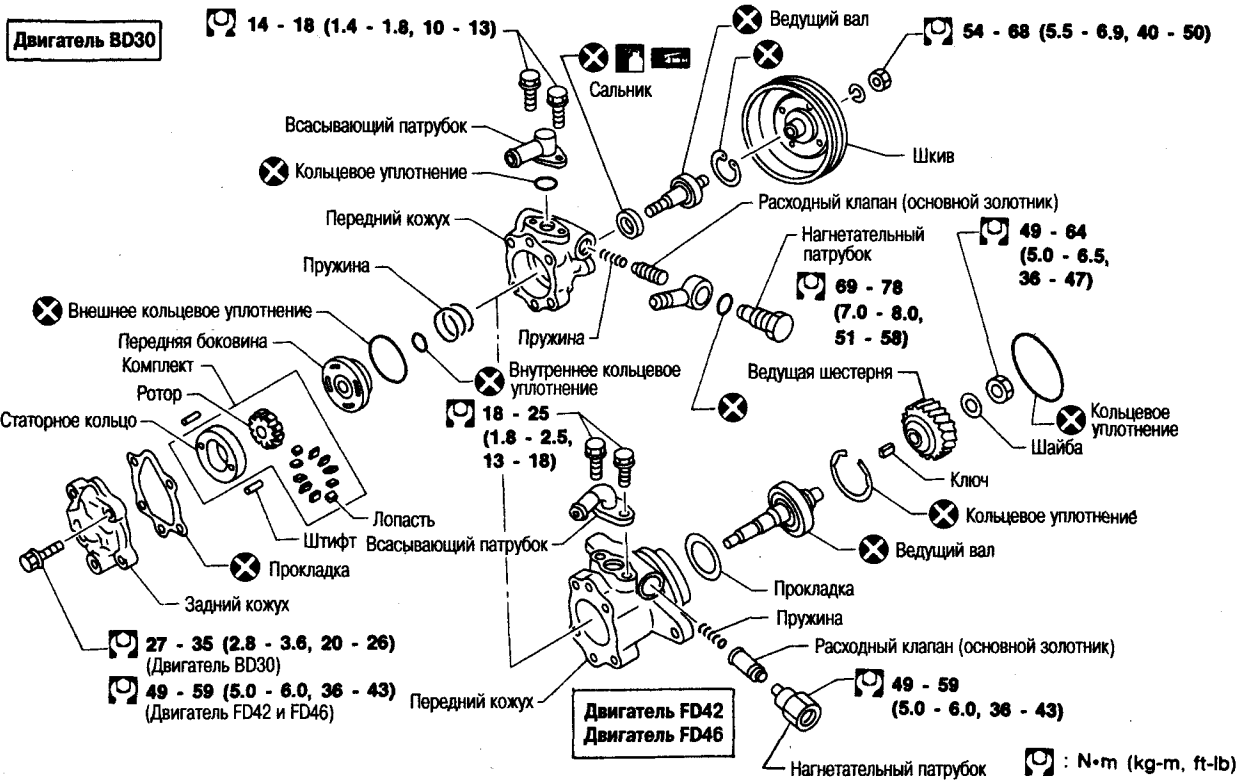 Двигатель BD30
14 - 18 (1.4 - 1.8, 10 - 13)
Ведущий вал
54 - 68 (5.5 - 6.9, 40 - 50)
Сальник
Всасывающий патрубок
Шкив
Кольцевое уплотнение
Расходный клапан (основной золотник)
Передний кожух
Нагнетательный
патрубок
49 - 64
(5.0 - 6.5,
36 - 47)
Пружина
69 - 78
(7.0 - 8.0,
51 - 58)
Внешнее кольцевое уплотнение
Пружина
Передняя боковина
Комплект
Внутреннее кольцевое
уплотнение
Ведущая шестерня
Ротор
18 - 25
(1.8 - 2.5,
13 - 18)
Кольцевое
уплотнение
Статорное кольцо
Шайба
Ключ
Лопасть
Кольцевое уплотнение
Штифт
Всасывающий патрубок
Ведущий вал
Прокладка
Прокладка
Задний кожух
Пружина
27 - 35 (2.8 - 3.6, 20 - 26)
(Двигатель BD30)
Расходный клапан (основной золотник)
49 - 59 (5.0 - 6.0, 36 - 43)
(Двигатель FD42 и FD46)
Передний кожух
49 - 59
(5.0 - 6.0, 36 - 43)
Двигатель FD42
Двигатель FD46
Нагнетательный патрубок
: N•m (kg-m, ft-lb)